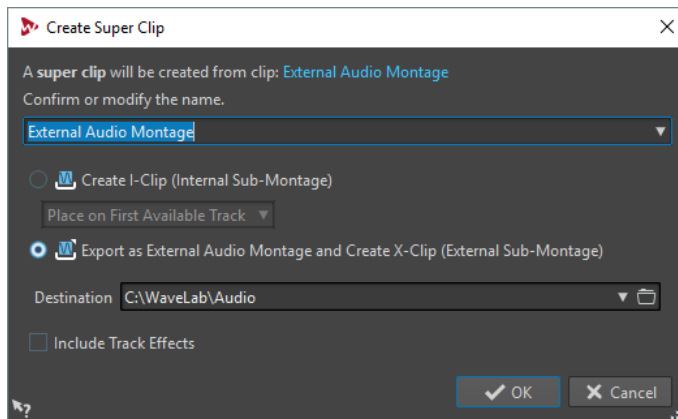 Create Super Clip
A super clip will be created from clip: External Audio Montage
Confirm or modify the name.
External Audio Montage
Create I-Clip (Internal Sub-Montage)
Place on First Available Track
Export as External Audio Montage and Create X-Clip (External Sub-Montage)
Destination C:\WaveLab\Audio
Include Track Effects
OK Cancel
?